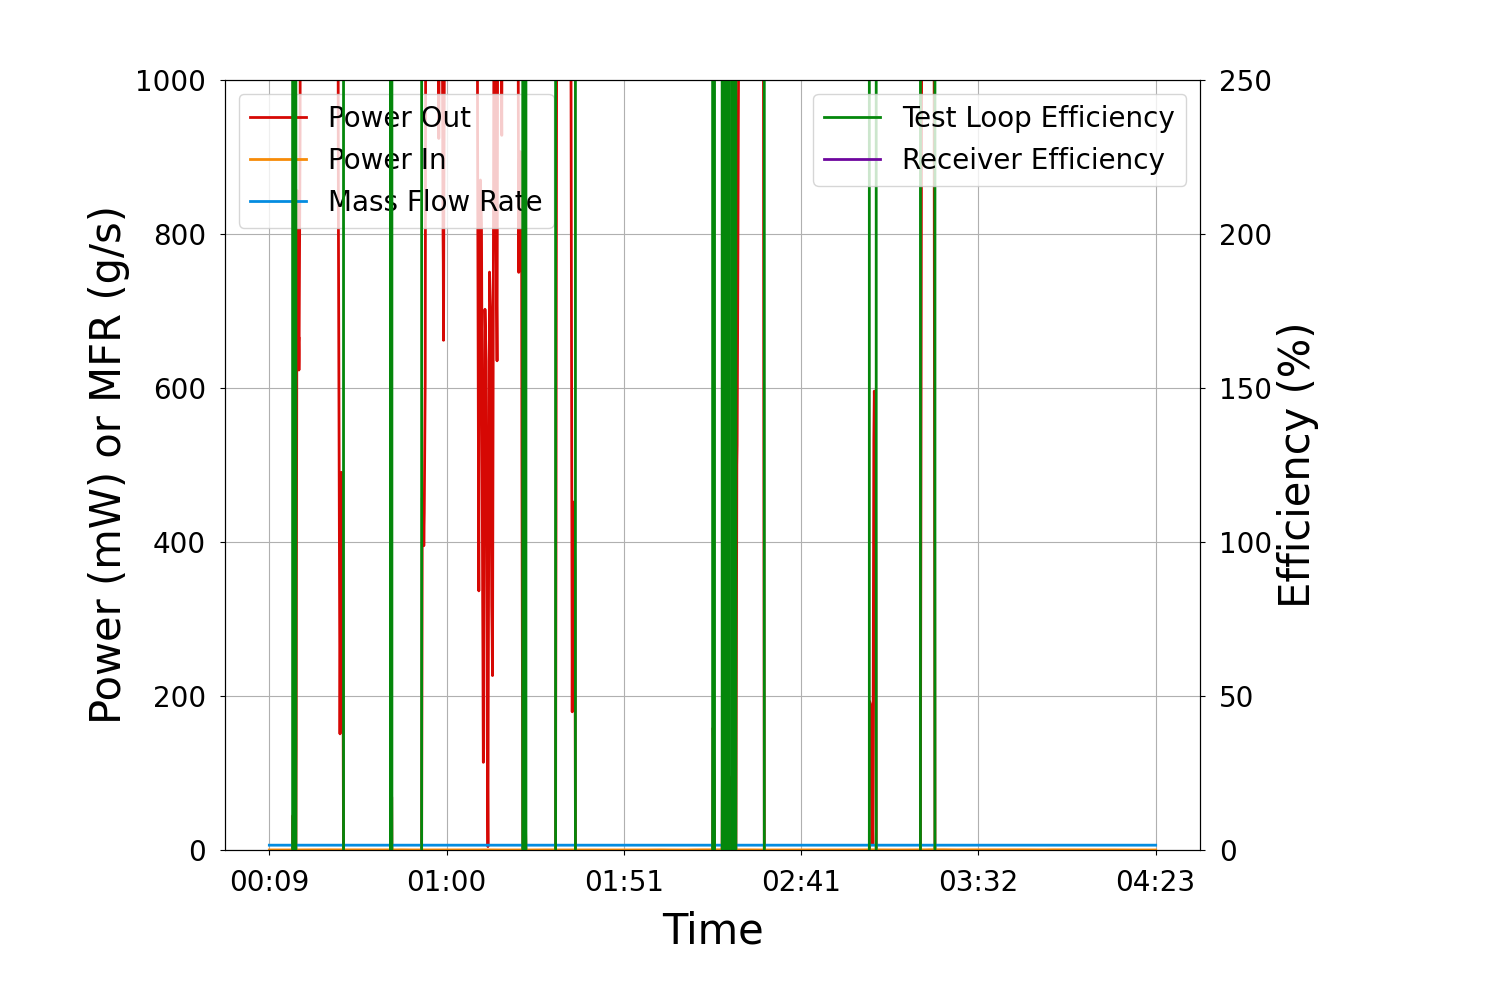 1000
800
600
400
200
0
Power (mW) or MFR (g/s)
Power Out
Power In
Mass Flow Rate
Test Loop Efficiency
Receiver Efficiency
250
200
150
100
50
0
Efficiency (%)
00:09 01:00 01:51 02:41 03:32 04:23
Time